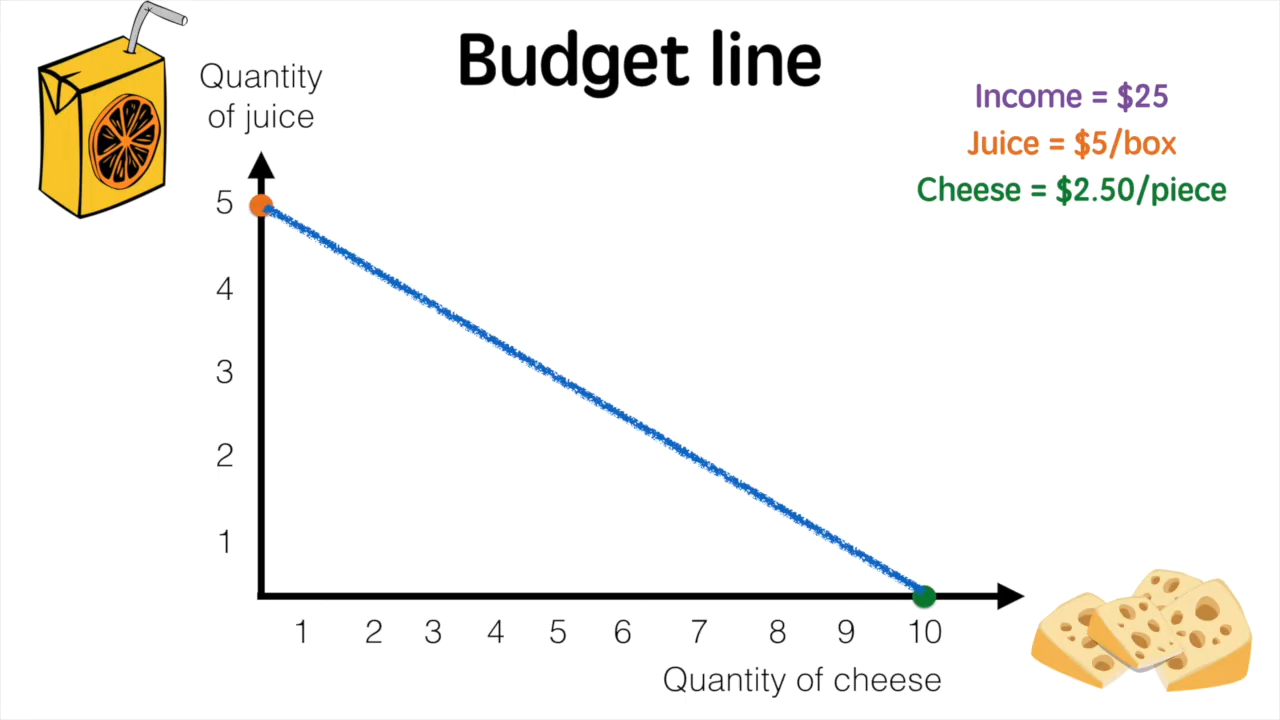 Budget line
Quantity
of juice
Income = $25
Juice = $5/box
Cheese = $2.50/piece
5
4
3
2
1
1 2 3 4 5 6 7 8 9 10
Quantity of cheese